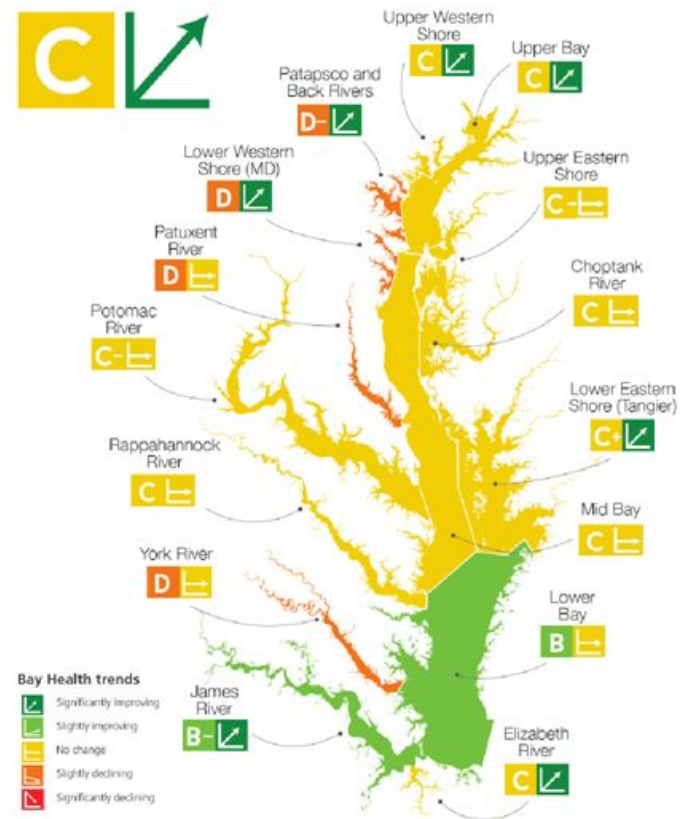 C
Upper Western
Shore
C
Upper Bay
C
Patapsco and
Back Rivers
D-
Lower Western
Shore (MD)
D
Upper Eastern
Shore
C-
Patuxent
River
D
Choptank
River
C
Potomac
River
C-
Lower Eastern
Shore (Tangier)
C+
Rappahannock
River
C
Mid Bay
C
York River
D
Lower
Bay
B
James
River
B-
Elizabeth
River
C
Bay Health trends
Significantly improving
Slightly improving
No change
Slightly declining
Significantly declining